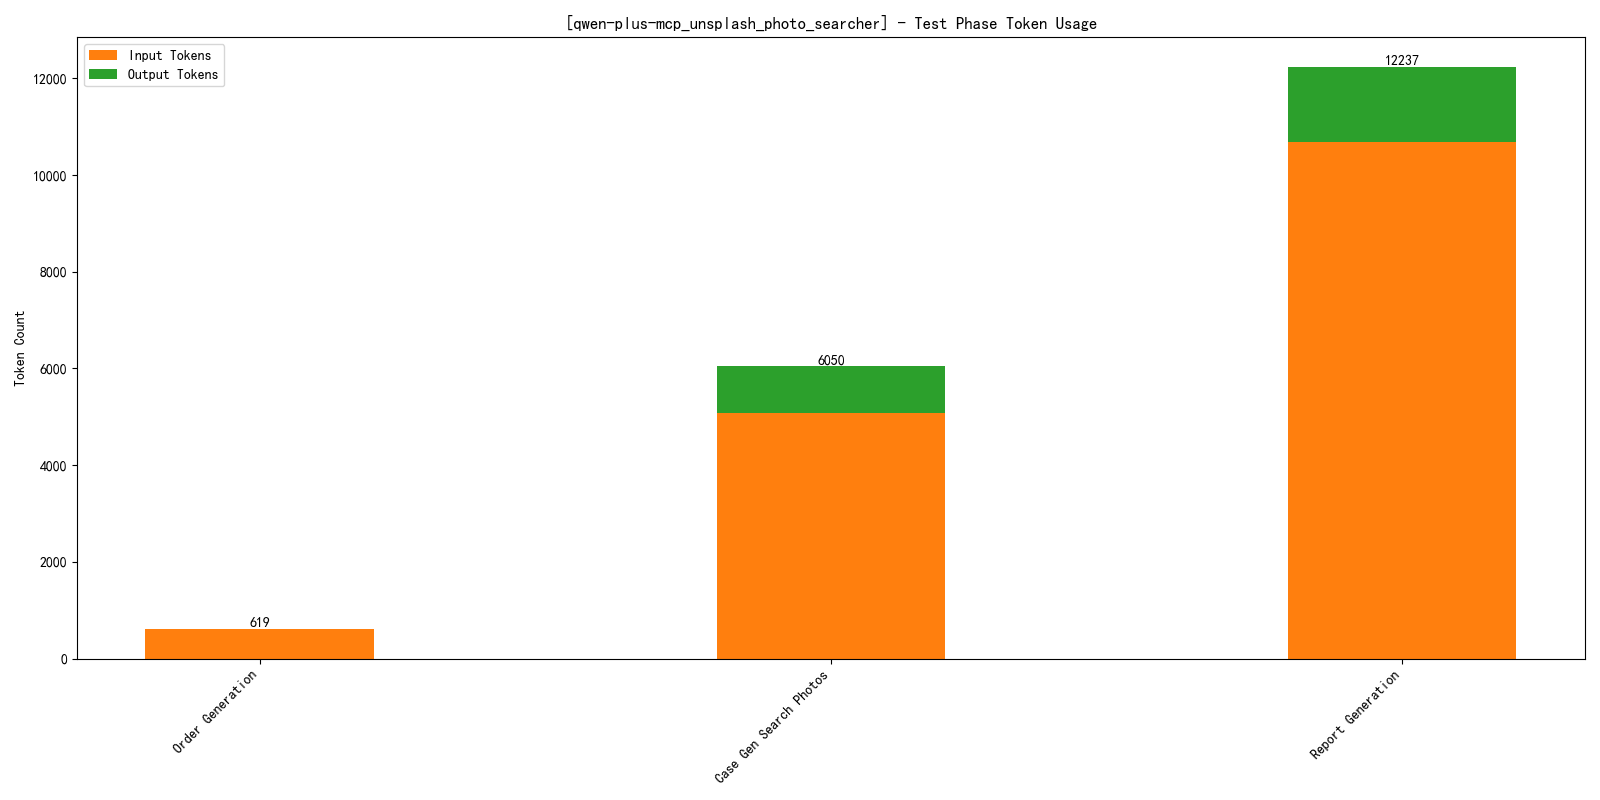 [qwen-plus-mcp_unsplash_photo_searcher] - Test Phase Token Usage
Input Tokens
Output Tokens
Token Count
12000
10000
8000
6000
4000
2000
0
619
6050
12237
Order Generation
Case Gen Search Photos
Report Generation